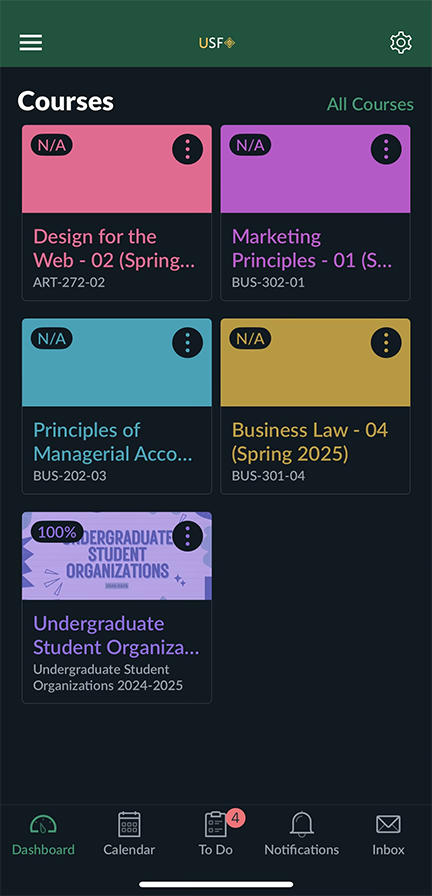 USF
Courses
All Courses
N/A
Design for the
Web - 02 (Spring...
ART-272-02
N/A
Marketing
Principles - 01 (S...
BUS-302-01
N/A
Principles of
Managerial Acco...
BUS-202-03
N/A
Business Law - 04
(Spring 2025)
BUS-301-04
100%
UNDERGRADUATE
STUDENT
ORGANIZATIONS
Undergraduate
Student Organiza...
Undergraduate Student
Organizations 2024-2025
4
Dashboard
Calendar
To Do
Notifications
Inbox